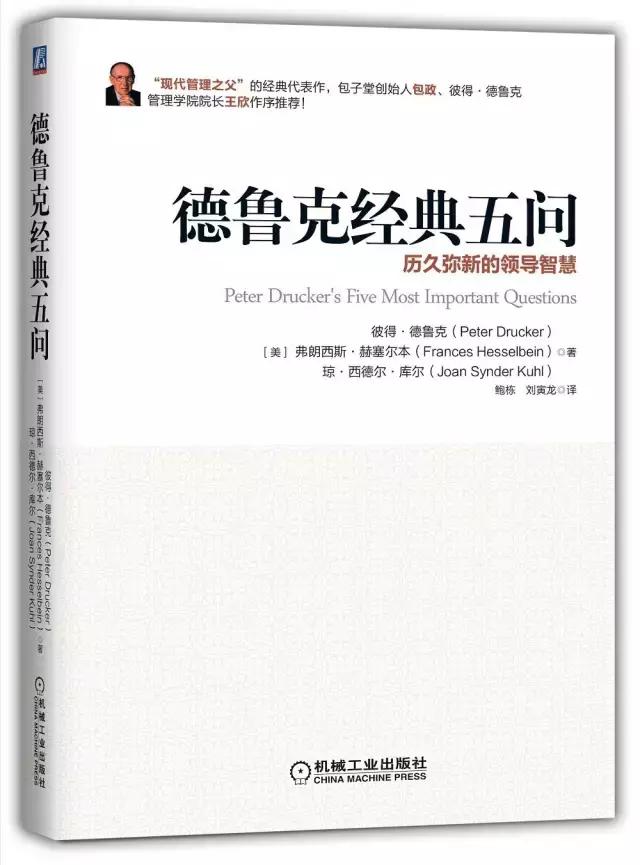 “现代管理之父”的经典代表作，包子堂创始人包政、彼得·德鲁克
管理学院院长王欣作序推荐！
德鲁克经典五问
历久弥新的领导智慧
Peter Drucker's Five Most Important Questions
彼得·德鲁克（Peter Drucker）
［美］弗朗西斯·赫塞尔本（Frances Hesselbein）著
琼·西德尔·库尔（Joan Synder Kuhl）
鲍栋 刘寅龙◎译
机械工业出版社
CHINA MACHINE PRESS
德鲁克经典五问
彼得·德鲁克（Peter Drucker）
［美］弗朗西斯·赫塞尔本（Frances Hesselbein）著
琼·西德尔·库尔（Joan Synder Kuhl）
机械工业出版社
CHINA MACHINE PRESS